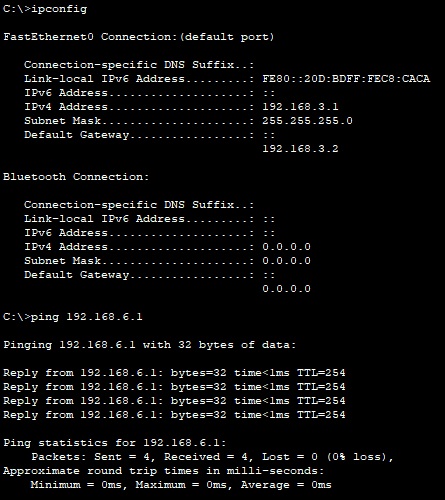 C:\>ipconfig
FastEthernet0 Connection:(default port)
Connection-specific DNS Suffix..:
Link-local IPv6 Address.........: FE80::20D:BDFF:FEC8:CACA
IPv6 Address....................: ::
IPv4 Address....................: 192.168.3.1
Subnet Mask.....................: 255.255.255.0
Default Gateway.................: ::
192.168.3.2
Bluetooth Connection:
Connection-specific DNS Suffix..:
Link-local IPv6 Address.........: ::
IPv6 Address....................: ::
IPv4 Address....................: 0.0.0.0
Subnet Mask.....................: 0.0.0.0
Default Gateway.................: ::
0.0.0.0
C:\>ping 192.168.6.1
Pinging 192.168.6.1 with 32 bytes of data:
Reply from 192.168.6.1: bytes=32 time<1ms TTL=254
Reply from 192.168.6.1: bytes=32 time<1ms TTL=254
Reply from 192.168.6.1: bytes=32 time<1ms TTL=254
Reply from 192.168.6.1: bytes=32 time<1ms TTL=254
Ping statistics for 192.168.6.1:
Packets: Sent = 4, Received = 4, Lost = 0 (0% loss),
Approximate round trip times in milli-seconds:
Minimum = 0ms, Maximum = 0ms, Average = 0ms